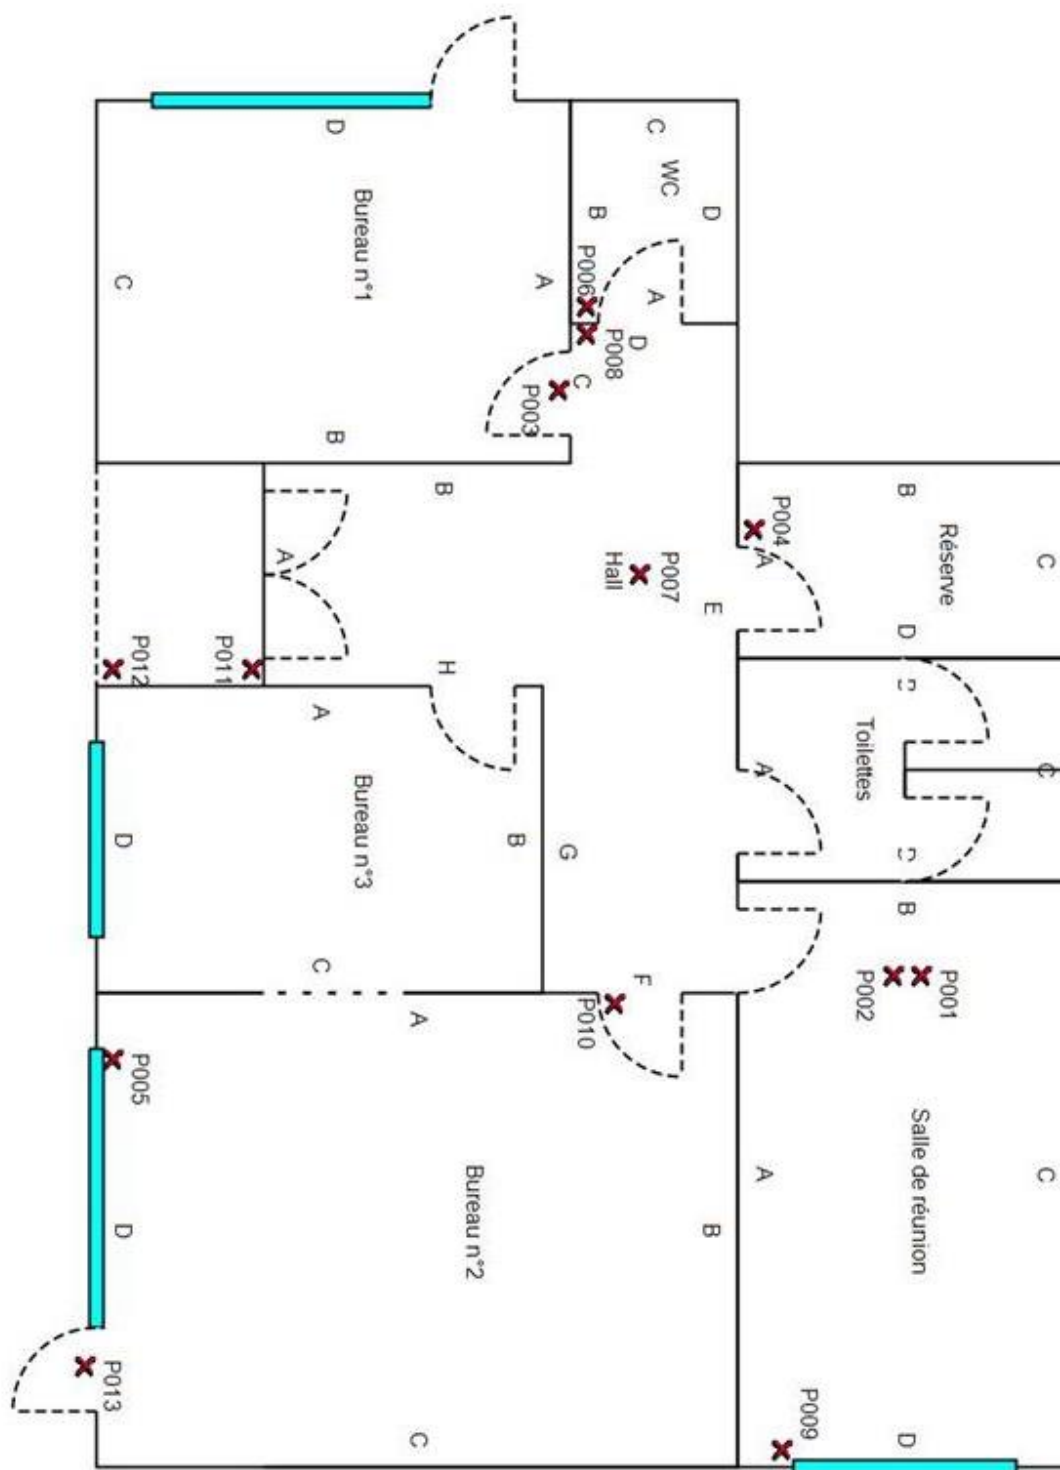 C
C
C
Réserve
P001
Salle de réunion
B
D
B
D
P002
Toilettes
P009
P004
A
A
A
D
E
B
WC
P007
C
A
D
F
P008
Hall
B
P006
P010
C
G
A
P003
B
Bureau n°2
B
H
A
C
Bureau n°1
Bureau n°3
D
B
A
C
A
P011
P012
P005
C
D
D
P013